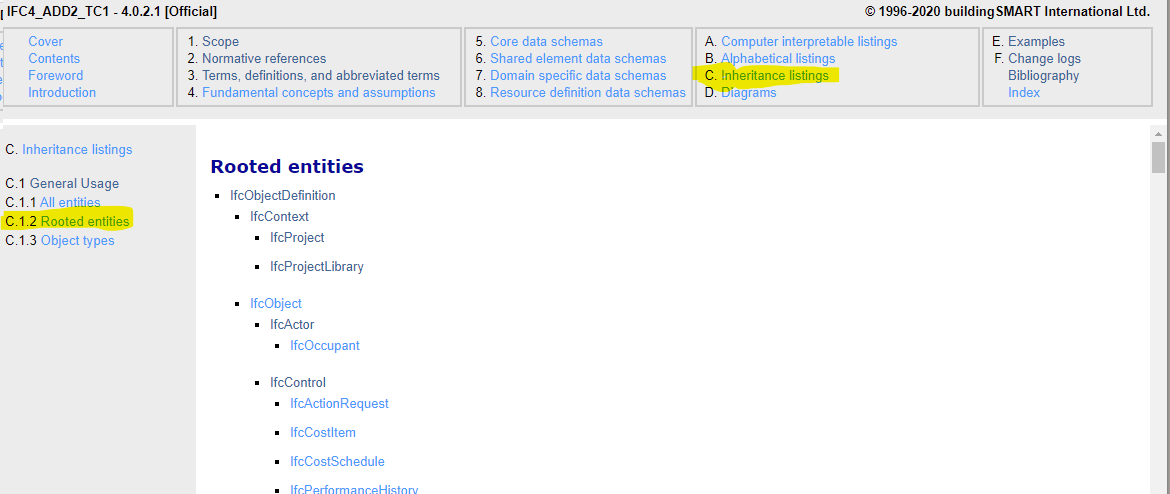 IFC4_ADD2_TC1 - 4.0.2.1 [Official]
© 1996-2020 buildingSMART International Ltd.
Cover
Contents
Foreword
Introduction
1. Scope
2. Normative references
3. Terms, definitions, and abbreviated terms
4. Fundamental concepts and assumptions
5. Core data schemas
6. Shared element data schemas
7. Domain specific data schemas
8. Resource definition data schemas
A. Computer interpretable listings
B. Alphabetical listings
C. Inheritance listings
D. Diagrams
E. Examples
F. Change logs
Bibliography
Index
C. Inheritance listings
C.1 General Usage
C.1.1 All entities
C.1.2 Rooted entities
C.1.3 Object types
Rooted entities
IfcObjectDefinition
IfcContext
IfcProject
IfcProjectLibrary
IfcObject
IfcActor
IfcOccupant
IfcControl
IfcActionRequest
IfcCostItem
IfcCostSchedule
IfcPerformanceHistory